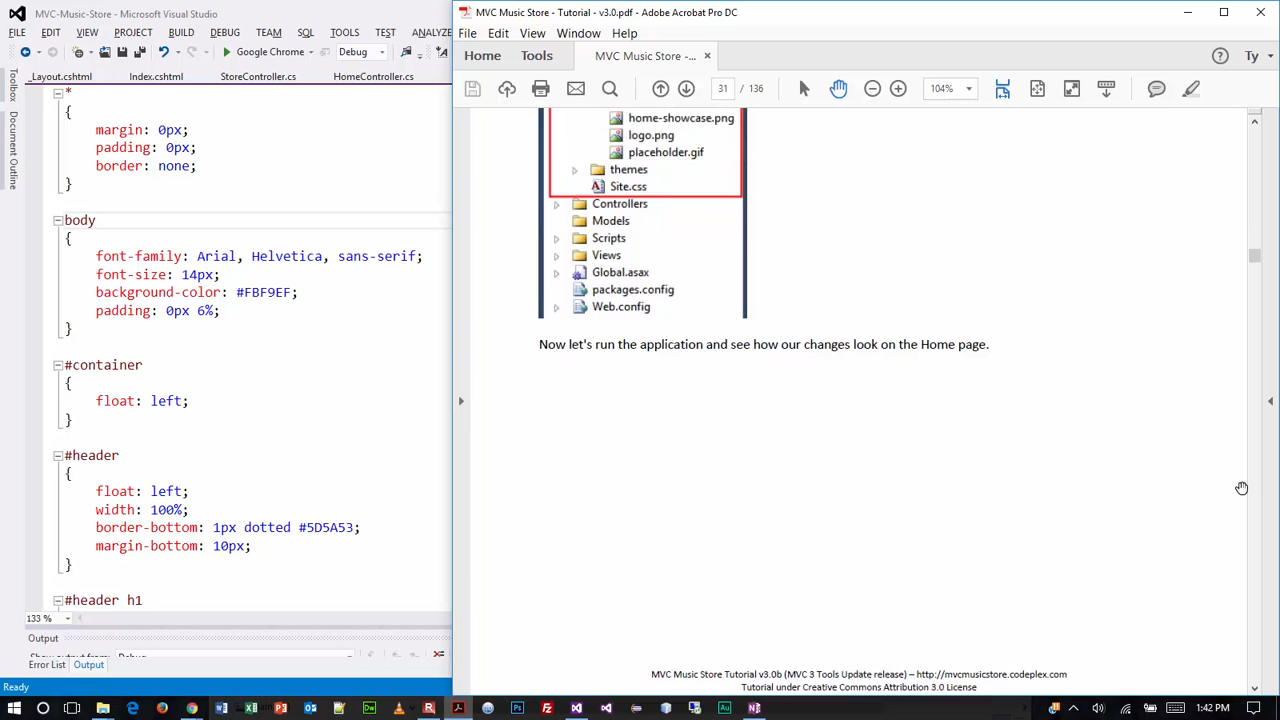 MVC-Music-Store - Microsoft Visual Studio
FILE EDIT VIEW PROJECT BUILD DEBUG TEAM SQL TOOLS TEST ANALYZE
Google Chrome Debug
_Layout.cshtml Index.cshtml StoreController.cs HomeController.cs
Toolbox
Document Outline
*
{
margin: 0px;
padding: 0px;
border: none;
}
body
{
font-family: Arial, Helvetica, sans-serif;
font-size: 14px;
background-color: #FBF9EF;
padding: 0px 6%;
}
#container
{
float: left;
}
#header
{
float: left;
width: 100%;
border-bottom: 1px dotted #5D5A53;
margin-bottom: 10px;
}
#header h1
133 %
Output
Show output from: Debug
Error List Output
Ready
MVC Music Store - Tutorial - v3.0.pdf - Adobe Acrobat Pro DC
File Edit View Window Help
Home Tools MVC Music Store -... × Ty
31 / 136 104%
home-showcase.png
logo.png
placeholder.gif
themes
Site.css
Controllers
Models
Scripts
Views
Global.asax
packages.config
Web.config
Now let's run the application and see how our changes look on the Home page.
MVC Music Store Tutorial v3.0b (MVC 3 Tools Update release) – http://mvcmusicstore.codeplex.com
Tutorial under Creative Commons Attribution 3.0 License
1:42 PM